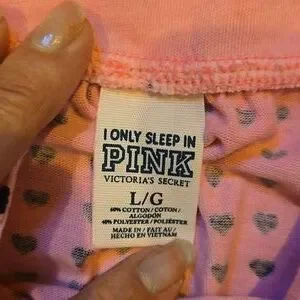 I ONLY SLEEP IN
PINK
VICTORIA'S SECRET
L/G
60% COTTON / COTON /
ALGODÓN
40% POLYESTER / POLIÉSTER
MADE IN / FAIT AU /
HECHO EN VIETNAM